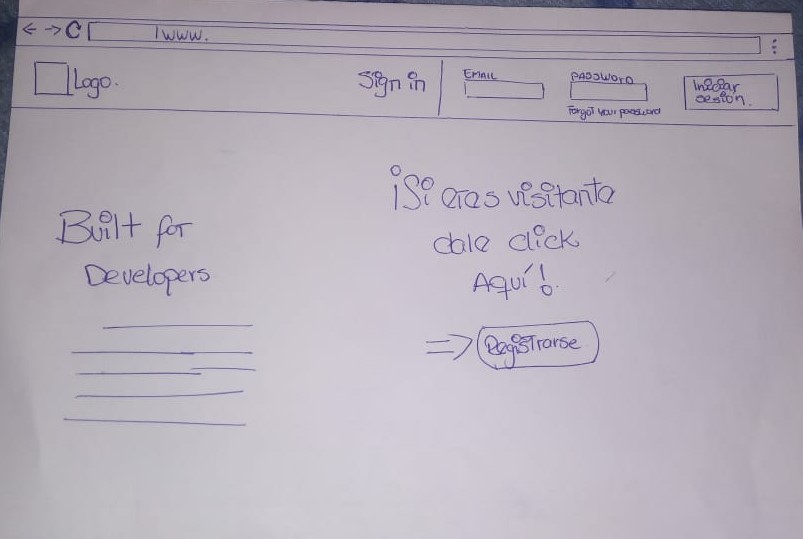 www.
Logo.
Sign in
EMAIL
PASSWORD
Forgot your password
Iniciar
sesion.
Built for
Developers
¡Si eres visitante
dale click
Aquí!
Registrarse